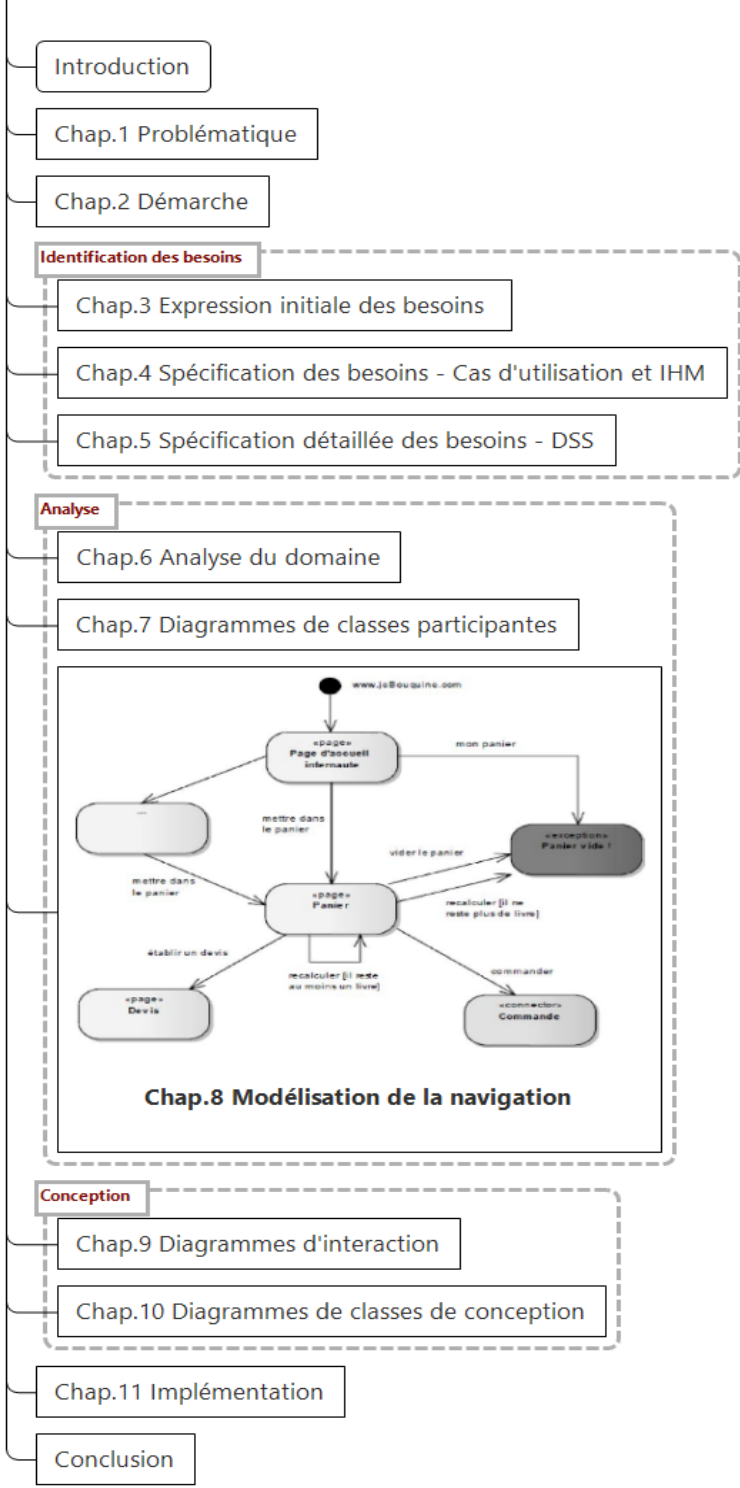 Introduction
Chap.1 Problématique
Chap.2 Démarche
Identification des besoins
Chap.3 Expression initiale des besoins
Chap.4 Spécification des besoins - Cas d'utilisation et IHM
Chap.5 Spécification détaillée des besoins - DSS
Analyse
Chap.6 Analyse du domaine
Chap.7 Diagrammes de classes participantes
www.jeBouquine.com
«page»
Page d'accueil
internaute
mon panier
...
mettre dans
le panier
«exception»
Panier vide !
vider le panier
mettre dans
le panier
«page»
Panier
recalculer [il ne
reste plus de livre]
établir un devis
recalculer [il reste
au moins un livre]
commander
«page»
Devis
«connector»
Commande
Chap.8 Modélisation de la navigation
Conception
Chap.9 Diagrammes d'interaction
Chap.10 Diagrammes de classes de conception
Chap.11 Implémentation
Conclusion